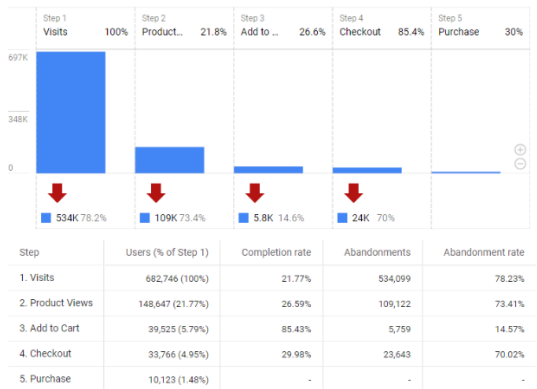 Step 1 Step 2 Step 3 Step 4 Step 5
Visits 100% Product... 21.8% Add to ... 26.6% Checkout 85.4% Purchase 30%
697K
348K
0
534K 78.2% 109K 73.4% 5.8K 14.6% 24K 70%
Step Users (% of Step 1) Completion rate Abandonments Abandonment rate
1. Visits 682,746 (100%) 21.77% 534,099 78.23%
2. Product Views 148,647 (21.77%) 26.59% 109,122 73.41%
3. Add to Cart 39,525 (5.79%) 85.43% 5,759 14.57%
4. Checkout 33,766 (4.95%) 29.98% 23,643 70.02%
5. Purchase 10,123 (1.48%) - - -